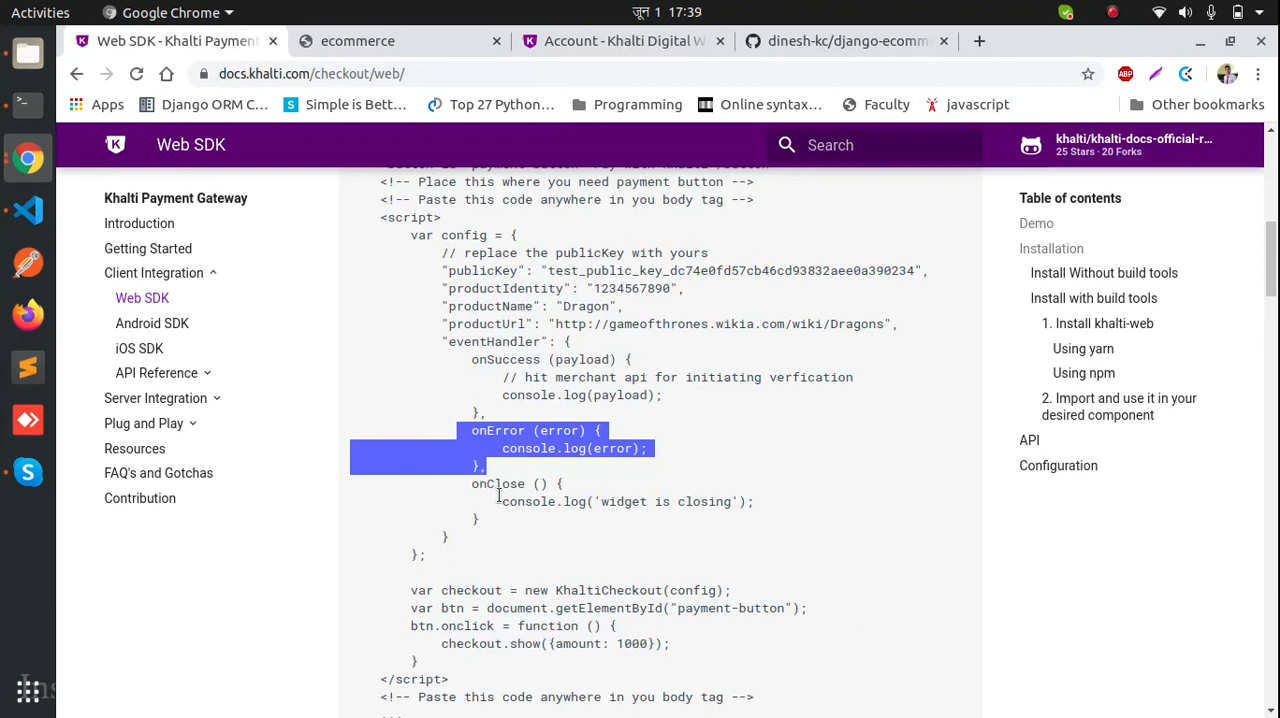 Activities
Google Chrome
जून 1 17:39
Web SDK - Khalti Payment
ecommerce
Account - Khalti Digital W
dinesh-kc/django-ecomm
docs.khalti.com/checkout/web/
ABP
Apps
Django ORM C...
Simple is Bett...
Top 27 Python...
Programming
Online syntax...
Faculty
javascript
Other bookmarks
Web SDK
Search
khalti/khalti-docs-official-r...
25 Stars · 20 Forks
Khalti Payment Gateway
Introduction
Getting Started
Client Integration
Web SDK
Android SDK
iOS SDK
API Reference
Server Integration
Plug and Play
Resources
FAQ's and Gotchas
Contribution
<!-- Place this where you need payment button -->
<!-- Paste this code anywhere in you body tag -->
<script>
var config = {
// replace the publicKey with yours
"publicKey": "test_public_key_dc74e0fd57cb46cd93832aee0a390234",
"productIdentity": "1234567890",
"productName": "Dragon",
"productUrl": "http://gameofthrones.wikia.com/wiki/Dragons",
"eventHandler": {
onSuccess (payload) {
// hit merchant api for initiating verfication
console.log(payload);
},
onError (error) {
console.log(error);
},
onClose () {
console.log('widget is closing');
}
}
};
var checkout = new KhaltiCheckout(config);
var btn = document.getElementById("payment-button");
btn.onclick = function () {
checkout.show({amount: 1000});
}
</script>
<!-- Paste this code anywhere in you body tag -->
...
Table of contents
Demo
Installation
Install Without build tools
Install with build tools
1. Install khalti-web
Using yarn
Using npm
2. Import and use it in your
desired component
API
Configuration